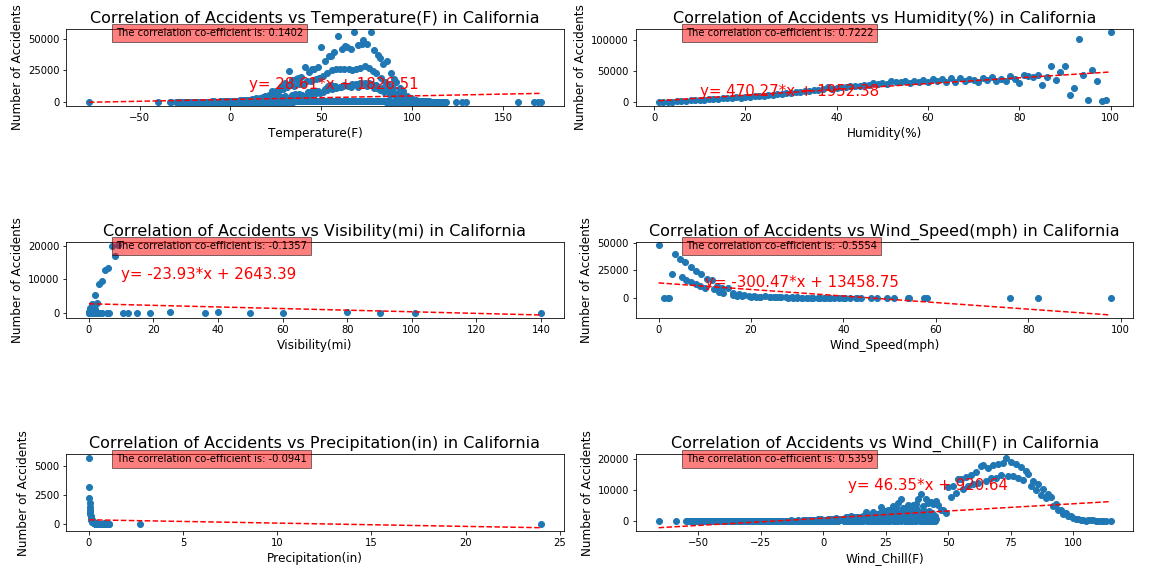 Correlation of Accidents vs Temperature(F) in California
The correlation co-efficient is: 0.1402
y= 28.61*x + 1826.51
Number of Accidents
50000
25000
0
−50
0
50
100
150
Temperature(F)
Correlation of Accidents vs Humidity(%) in California
The correlation co-efficient is: 0.7222
y= 470.27*x + 1952.58
Number of Accidents
100000
50000
0
0
20
40
60
80
100
Humidity(%)
Correlation of Accidents vs Visibility(mi) in California
The correlation co-efficient is: -0.1357
y= -23.93*x + 2643.39
Number of Accidents
20000
10000
0
0
20
40
60
80
100
120
140
Visibility(mi)
Correlation of Accidents vs Wind_Speed(mph) in California
The correlation co-efficient is: -0.5554
y= -300.47*x + 13458.75
Number of Accidents
50000
25000
0
0
20
40
60
80
100
Wind_Speed(mph)
Correlation of Accidents vs Precipitation(in) in California
The correlation co-efficient is: -0.0941
Number of Accidents
5000
2500
0
0
5
10
15
20
25
Precipitation(in)
Correlation of Accidents vs Wind_Chill(F) in California
The correlation co-efficient is: 0.5359
y= 46.35*x + 920.64
Number of Accidents
20000
10000
0
−50
−25
0
25
50
75
100
Wind_Chill(F)